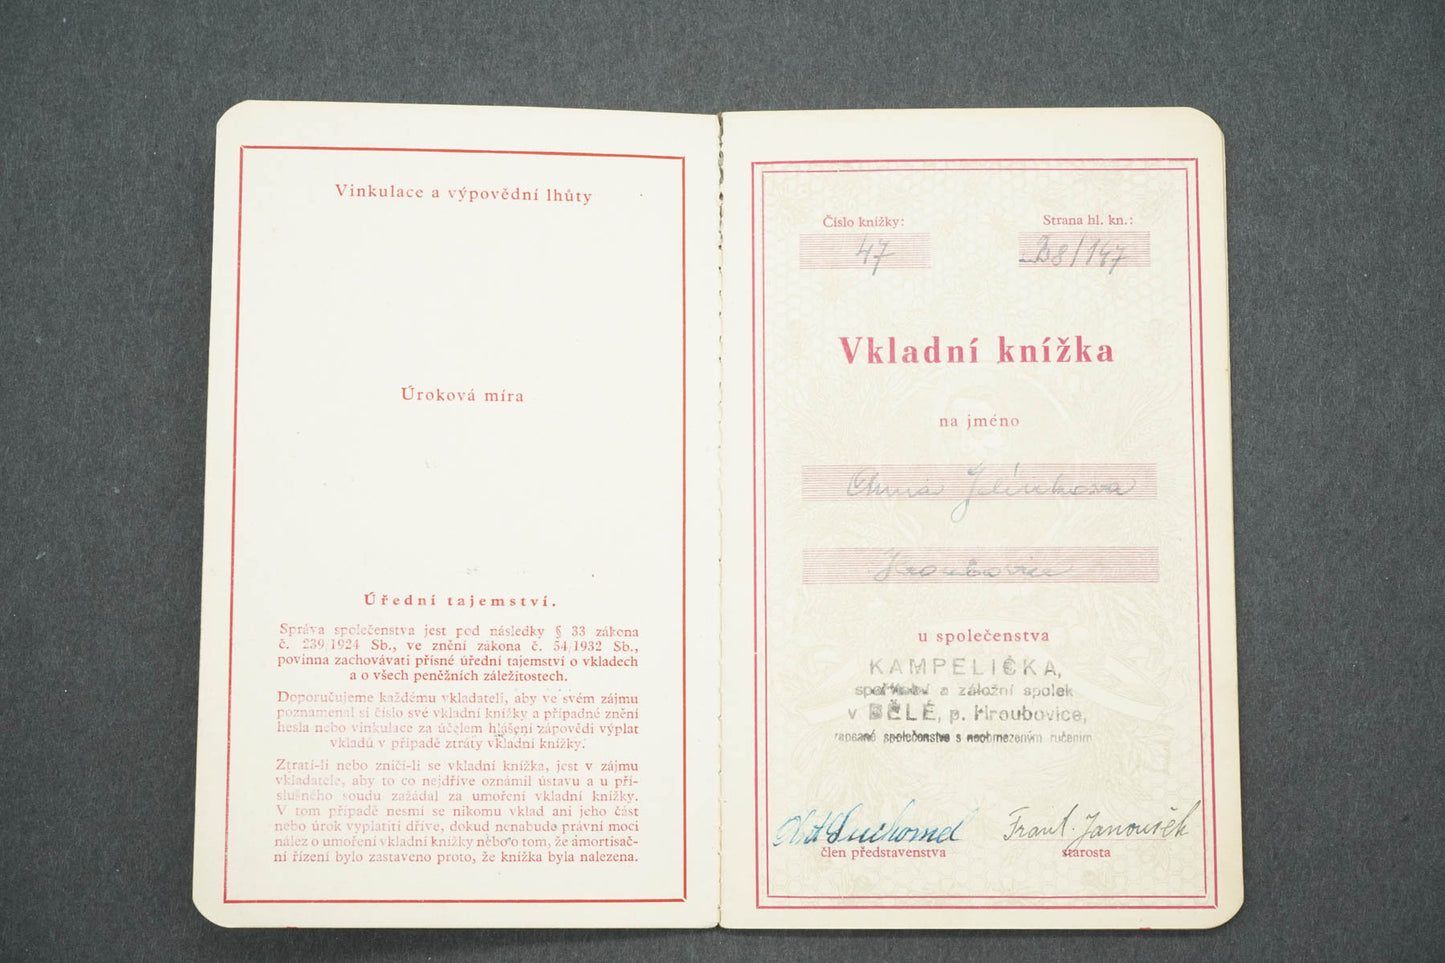 Vinkulace a výpovědní lhůty
Úroková míra
Úřední tajemství.
Správa společenstva jest pod následky § 33 zákona
č. 239/1924 Sb., ve znění zákona č. 54/1932 Sb.,
povinna zachovávati přísné úřední tajemství o vkladech
a o všech peněžních záležitostech.
Doporučujeme každému vkladateli, aby ve svém zájmu
poznamenal si číslo své vkladní knížky a případné znění
hesla nebo vinkulace za účelem hlášení zápovědi výplat
vkladů v případě ztráty vkladní knížky.
Ztratí-li nebo zničí-li se vkladní knížka, jest v zájmu
vkladatele, aby to co nejdříve oznámil ústavu a u pří-
slušného soudu zažádal za umoření vkladní knížky.
V tom případě nesmí se nikomu vklad ani jeho část
nebo úrok vyplatiti dříve, dokud nenabude právní moci
nález o umoření vkladní knížky nebo o tom, že amortisač-
ní řízení bylo zastaveno proto, že knížka byla nalezena.
Číslo knížky:
47
Strana hl. kn.:
38/147
Vkladní knížka
na jméno
Anna Jelínkova
Hroubovice
u společenstva
KAMPELIČKA,
spořitelní a záložní spolek
v BĚLÉ, p. Hroubovice,
zapsané společenstvo s neobmezeným ručením
Suchomel
člen představenstva
Frant. Janoušek
starosta